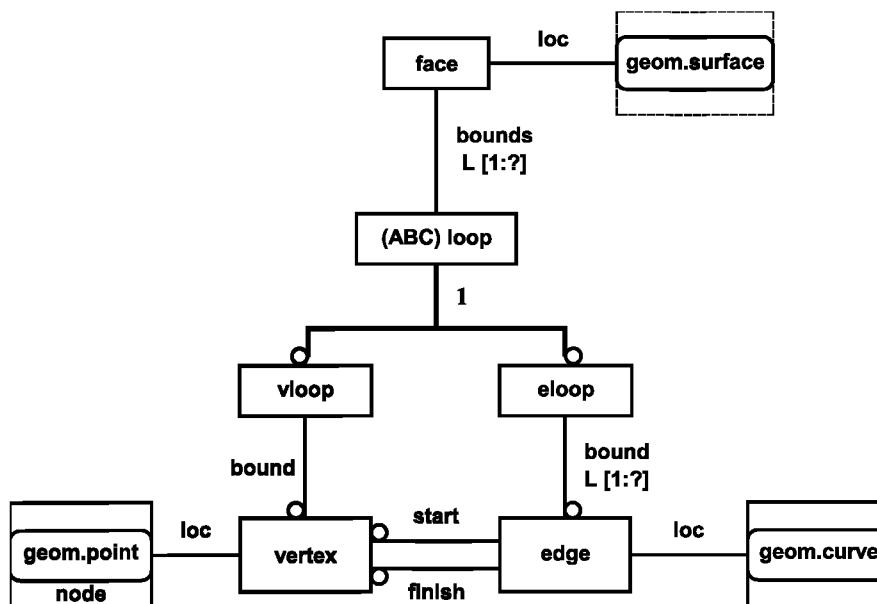 face
loc
geom.surface
bounds
L [1:?]
(ABC) loop
1
vloop
eloop
bound
bound
L [1:?]
geom.point
node
loc
vertex
start
finish
edge
loc
geom.curve